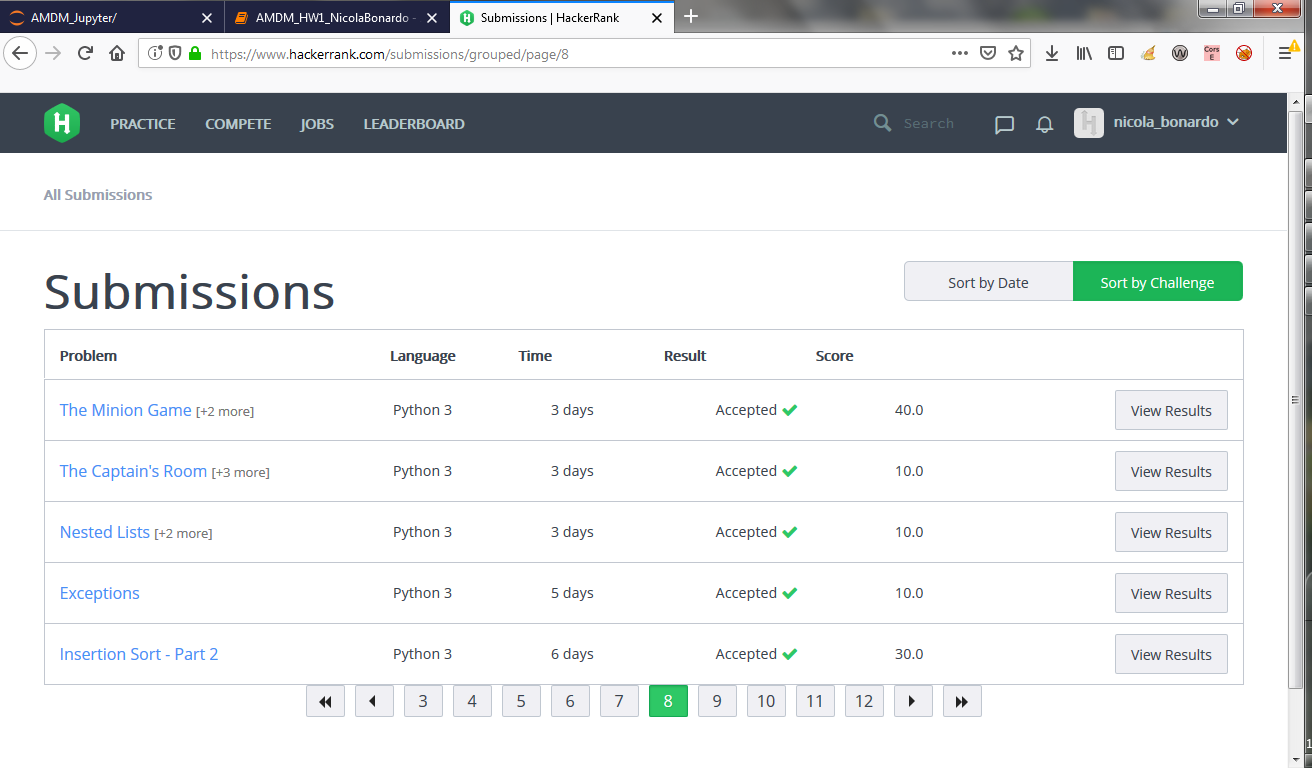 AMDM_Jupyter/
AMDM_HW1_NicolaBonardo -
Submissions | HackerRank
https://www.hackerrank.com/submissions/grouped/page/8
W
Cors
E
H
PRACTICE
COMPETE
JOBS
LEADERBOARD
Search
nicola_bonardo
All Submissions
Submissions
Sort by Date
Sort by Challenge
Problem Language Time Result Score
The Minion Game [+2 more] Python 3 3 days Accepted 40.0 View Results
The Captain's Room [+3 more] Python 3 3 days Accepted 10.0 View Results
Nested Lists [+2 more] Python 3 3 days Accepted 10.0 View Results
Exceptions Python 3 5 days Accepted 10.0 View Results
Insertion Sort - Part 2 Python 3 6 days Accepted 30.0 View Results
3 4 5 6 7 8 9 10 11 12
1